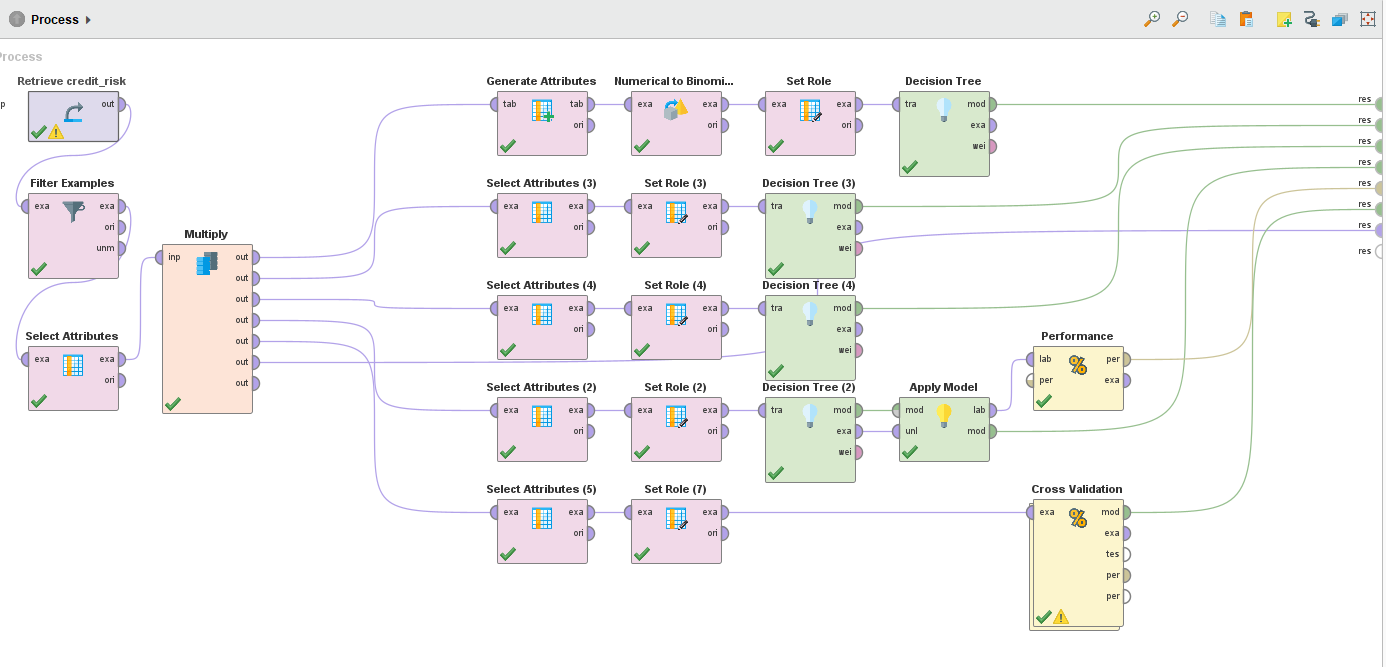 Process
Process
Retrieve credit_risk
out
Filter Examples
exa exa
ori
unm
Select Attributes
exa exa
ori
Multiply
inp out
out
out
out
out
out
out
Generate Attributes
tab tab
ori
Numerical to Binomi...
exa exa
ori
Set Role
exa exa
ori
Decision Tree
tra mod
exa
wei
Select Attributes (3)
exa exa
ori
Set Role (3)
exa exa
ori
Decision Tree (3)
tra mod
exa
wei
Select Attributes (4)
exa exa
ori
Set Role (4)
exa exa
ori
Decision Tree (4)
tra mod
exa
wei
Select Attributes (2)
exa exa
ori
Set Role (2)
exa exa
ori
Decision Tree (2)
tra mod
exa
wei
Apply Model
mod lab
unl mod
Performance
lab per
per exa
Select Attributes (5)
exa exa
ori
Set Role (7)
exa exa
ori
Cross Validation
exa mod
exa
tes
per
per
res
res
res
res
res
res
res
res